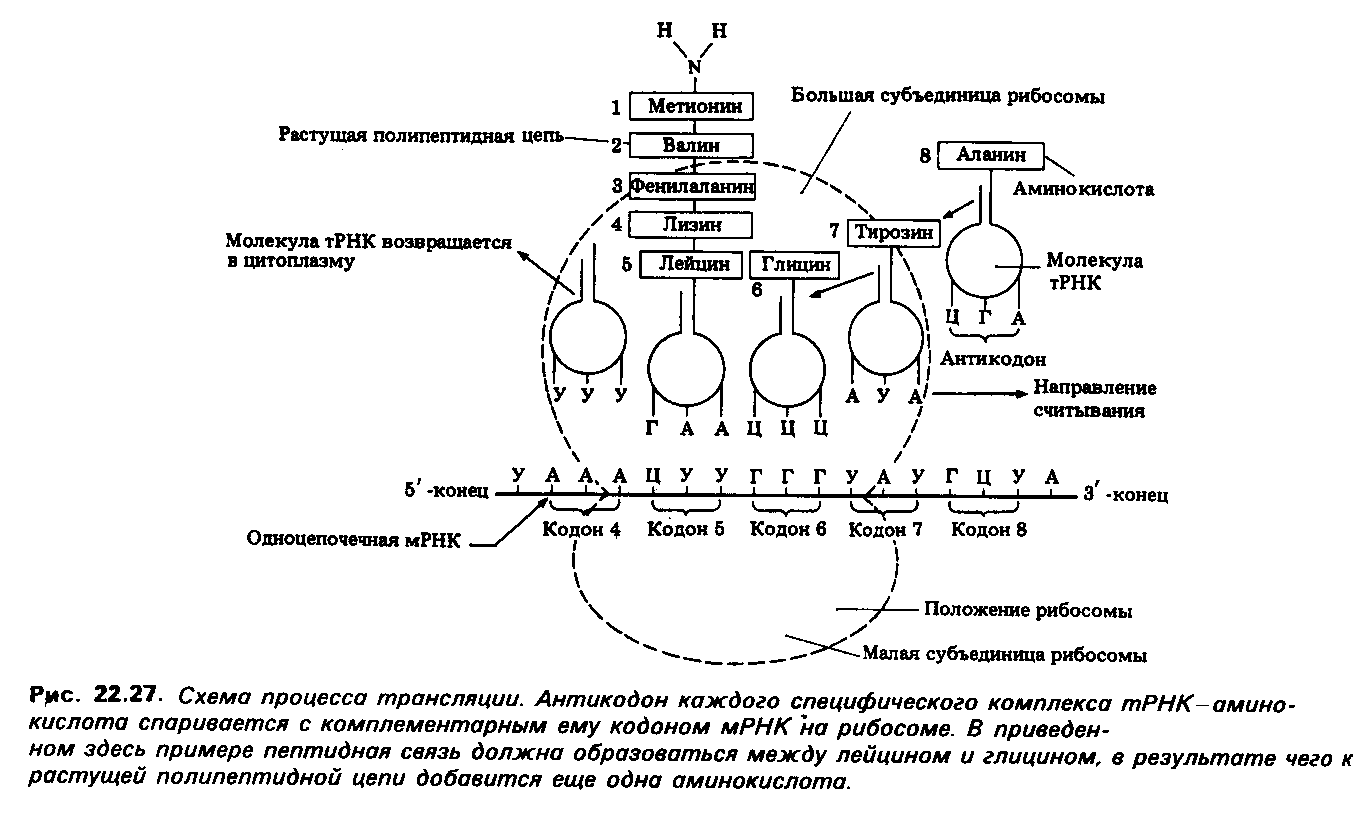 H H
N
1 Метионин
Большая субъединица рибосомы
Растущая полипептидная цепь
2 Валин
8 Аланин
3 Фенилаланин
Аминокислота
4 Лизин
7 Тирозин
Молекула тРНК возвращается
в цитоплазму
5 Лейцин
Глицин
6
Молекула
тРНК
Ц Г А
Антикодон
У У У
А У А
Направление
считывания
Г А А Ц Ц Ц
У А А А Ц У У Г Г Г У А У Г Ц У А
5′-конец
3′-конец
Кодон 4 Кодон 5 Кодон 6 Кодон 7 Кодон 8
Одноцепочечная мРНК
Положение рибосомы
Малая субъединица рибосомы
Рис. 22.27. Схема процесса трансляции. Антикодон каждого специфического комплекса тРНК—амино-
кислота спаривается с комплементарным ему кодоном мРНК на рибосоме. В приведен-
ном здесь примере пептидная связь должна образоваться между лейцином и глицином, в результате чего к
растущей полипептидной цепи добавится еще одна аминокислота.